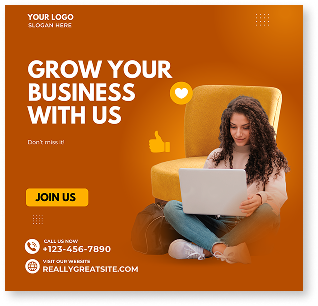 YOUR LOGO
SLOGAN HERE
GROW YOUR
BUSINESS
WITH US
Don't miss it!
JOIN US
CALL US NOW
+123-456-7890
VISIT OUR WEBSITE
REALLYGREATSITE.COM